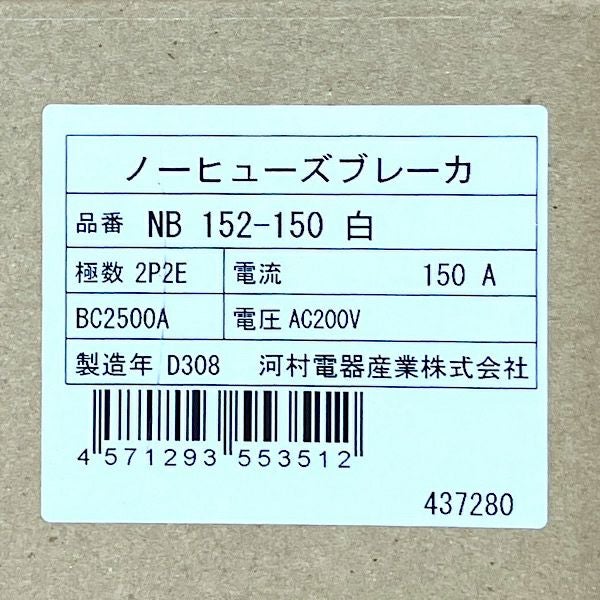 ノーヒューズブレーカ
品番 NB 152-150 白
極数 2P2E 電流 150 A
BC2500A 電圧 AC200V
製造年 D308 河村電器産業株式会社
4 571293 553512
437280